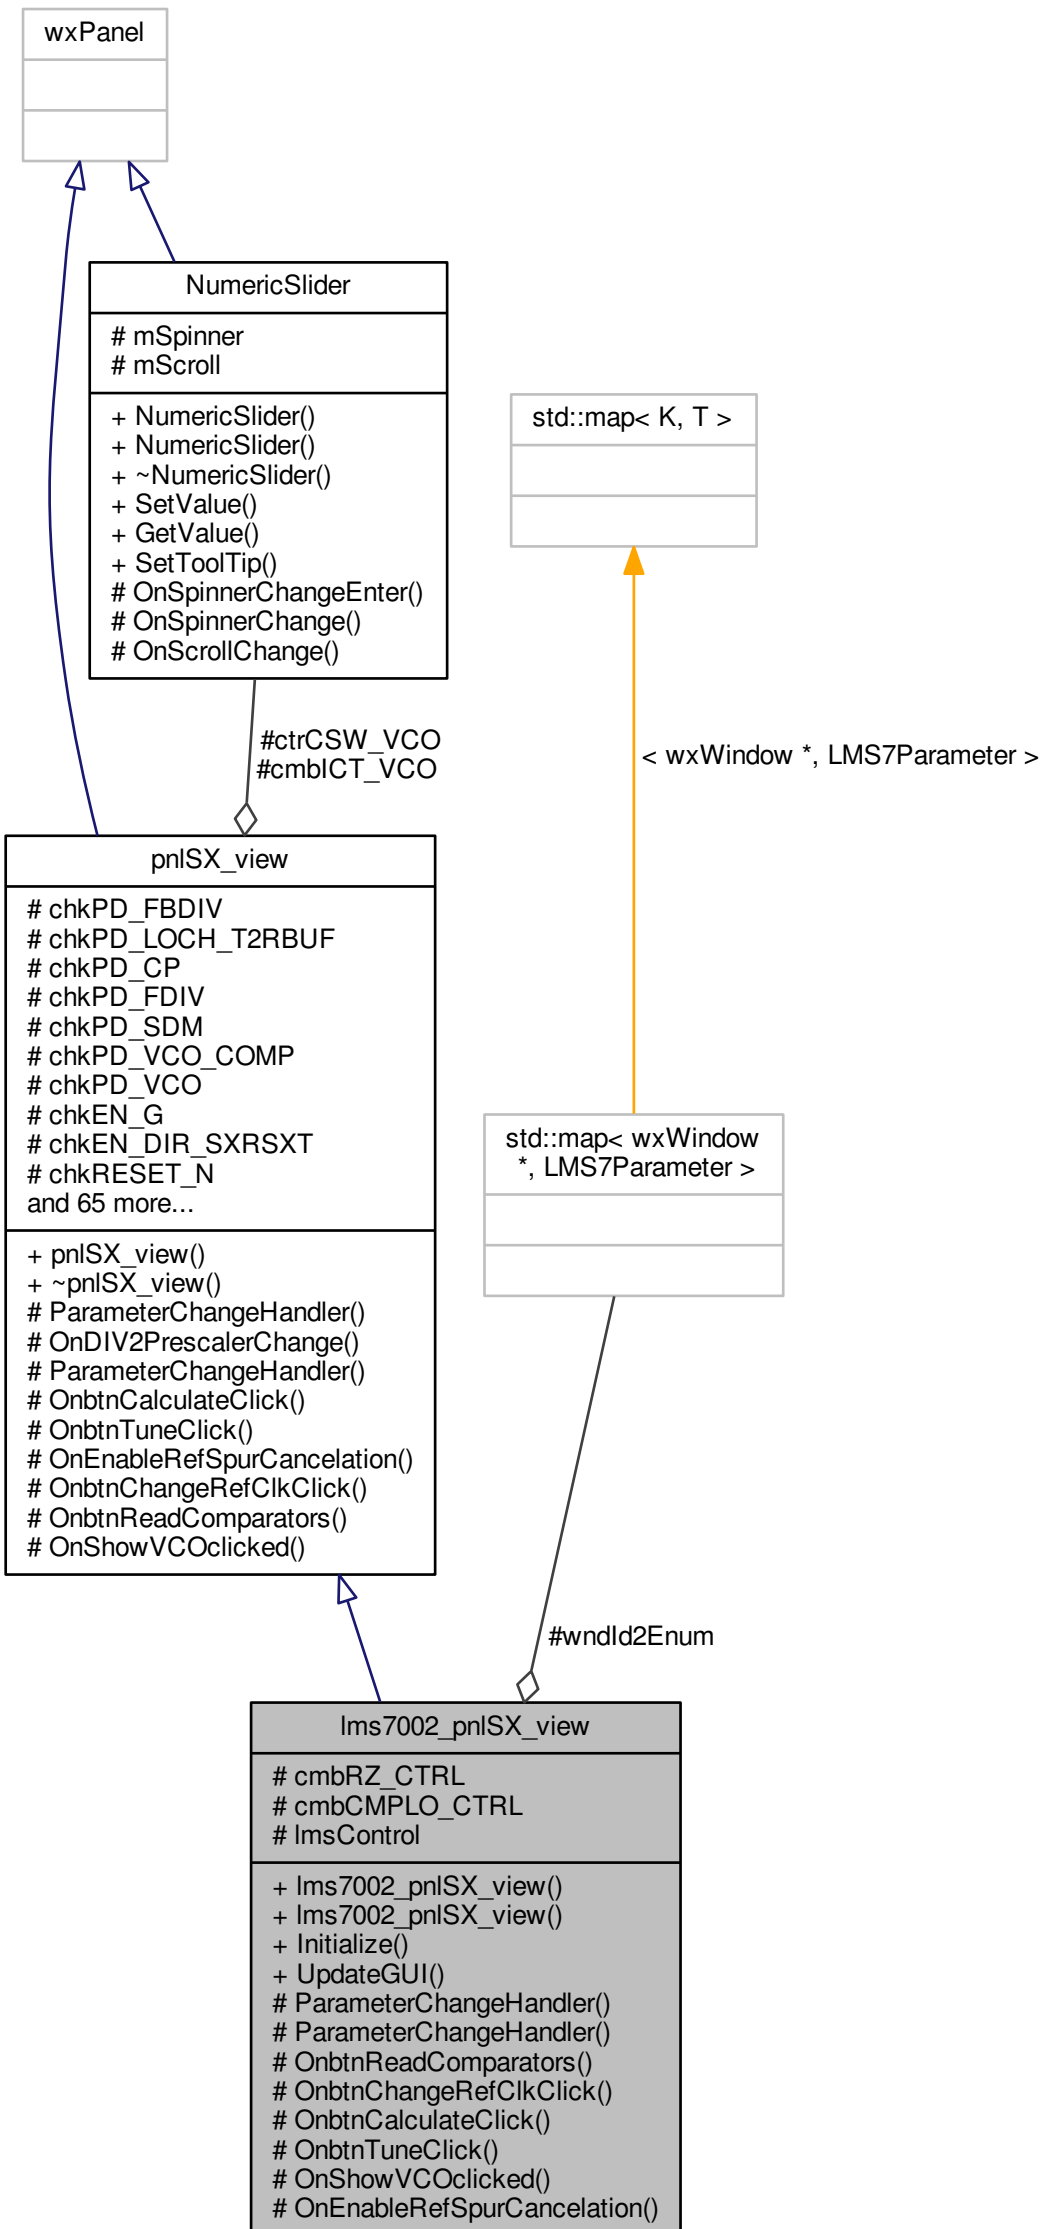 wxPanel
NumericSlider
# mSpinner
# mScroll
+ NumericSlider()
+ NumericSlider()
+ ~NumericSlider()
+ SetValue()
+ GetValue()
+ SetToolTip()
# OnSpinnerChangeEnter()
# OnSpinnerChange()
# OnScrollChange()
std::map< K, T >
#ctrCSW_VCO
#cmbICT_VCO
< wxWindow *, LMS7Parameter >
pnlSX_view
# chkPD_FBDIV
# chkPD_LOCH_T2RBUF
# chkPD_CP
# chkPD_FDIV
# chkPD_SDM
# chkPD_VCO_COMP
# chkPD_VCO
# chkEN_G
# chkEN_DIR_SXRSXT
# chkRESET_N
and 65 more...
+ pnlSX_view()
+ ~pnlSX_view()
# ParameterChangeHandler()
# OnDIV2PrescalerChange()
# ParameterChangeHandler()
# OnbtnCalculateClick()
# OnbtnTuneClick()
# OnEnableRefSpurCancelation()
# OnbtnChangeRefClkClick()
# OnbtnReadComparators()
# OnShowVCOclicked()
std::map< wxWindow
*, LMS7Parameter >
#wndId2Enum
lms7002_pnlSX_view
# cmbRZ_CTRL
# cmbCMPLO_CTRL
# lmsControl
+ lms7002_pnlSX_view()
+ lms7002_pnlSX_view()
+ Initialize()
+ UpdateGUI()
# ParameterChangeHandler()
# ParameterChangeHandler()
# OnbtnReadComparators()
# OnbtnChangeRefClkClick()
# OnbtnCalculateClick()
# OnbtnTuneClick()
# OnShowVCOclicked()
# OnEnableRefSpurCancelation()